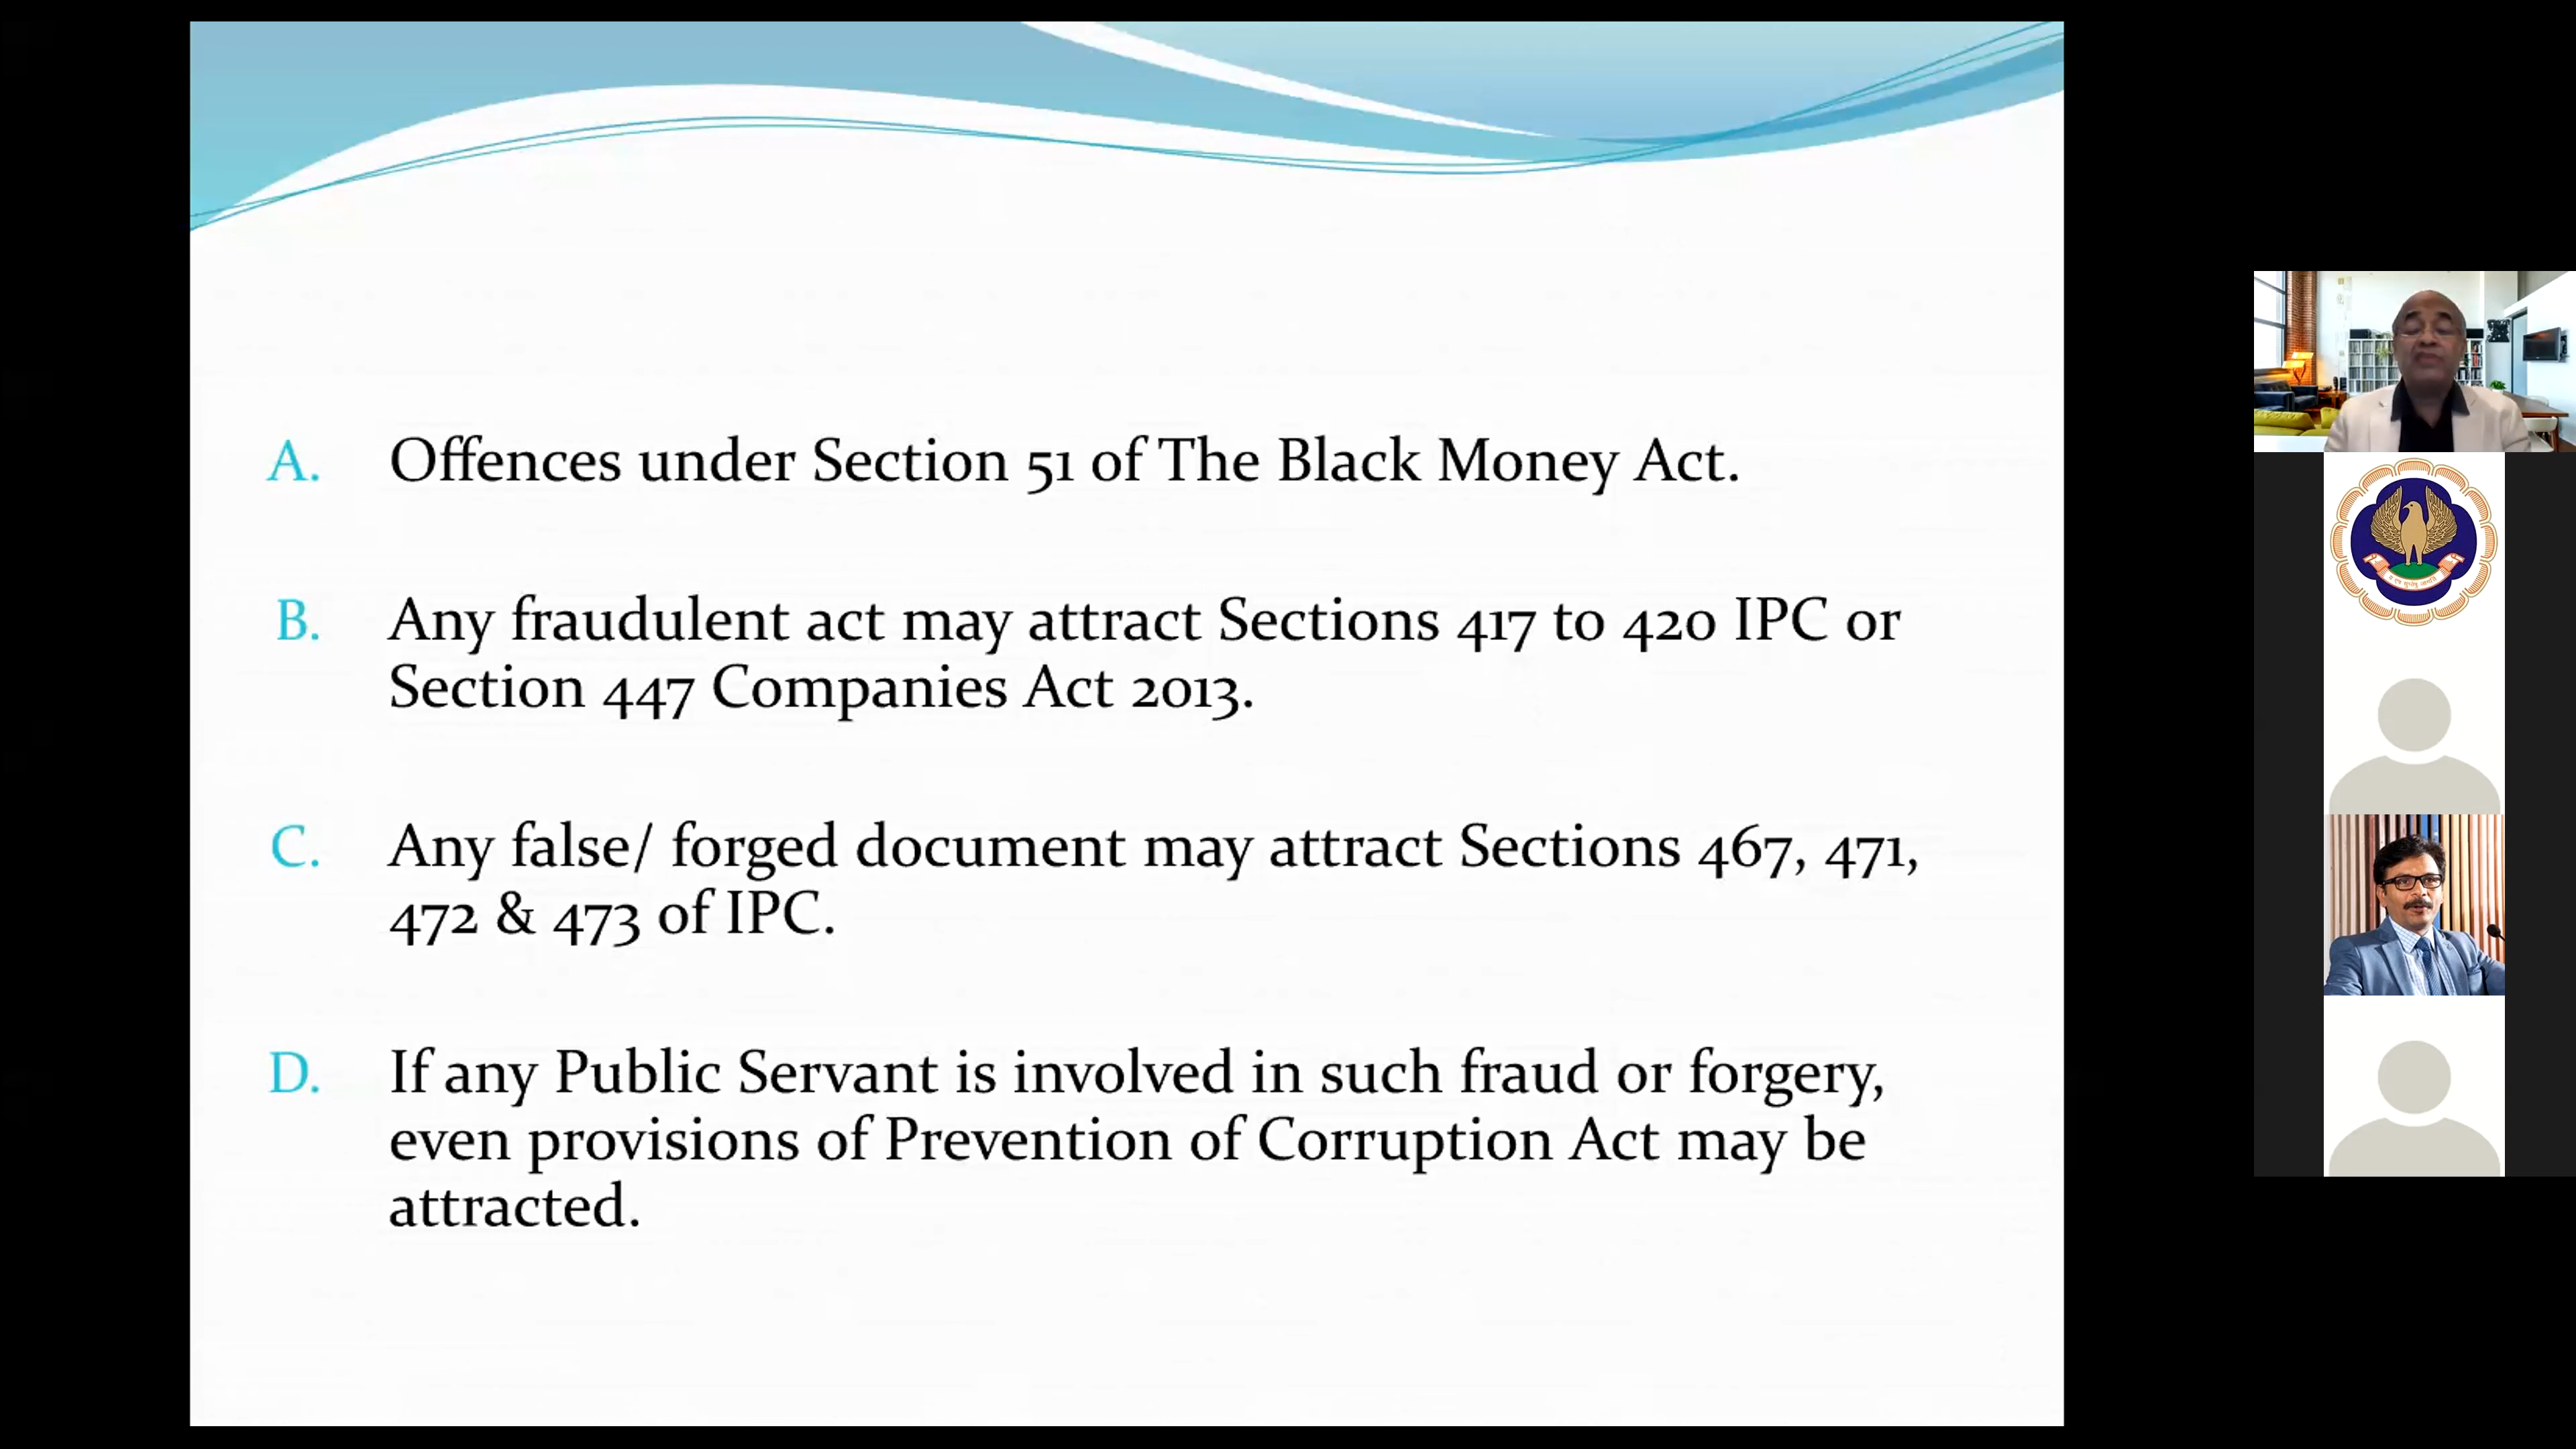 A. Offences under Section 51 of The Black Money Act.
B. Any fraudulent act may attract Sections 417 to 420 IPC or
Section 447 Companies Act 2013.
C. Any false/ forged document may attract Sections 467, 471,
472 & 473 of IPC.
D. If any Public Servant is involved in such fraud or forgery,
even provisions of Prevention of Corruption Act may be
attracted.